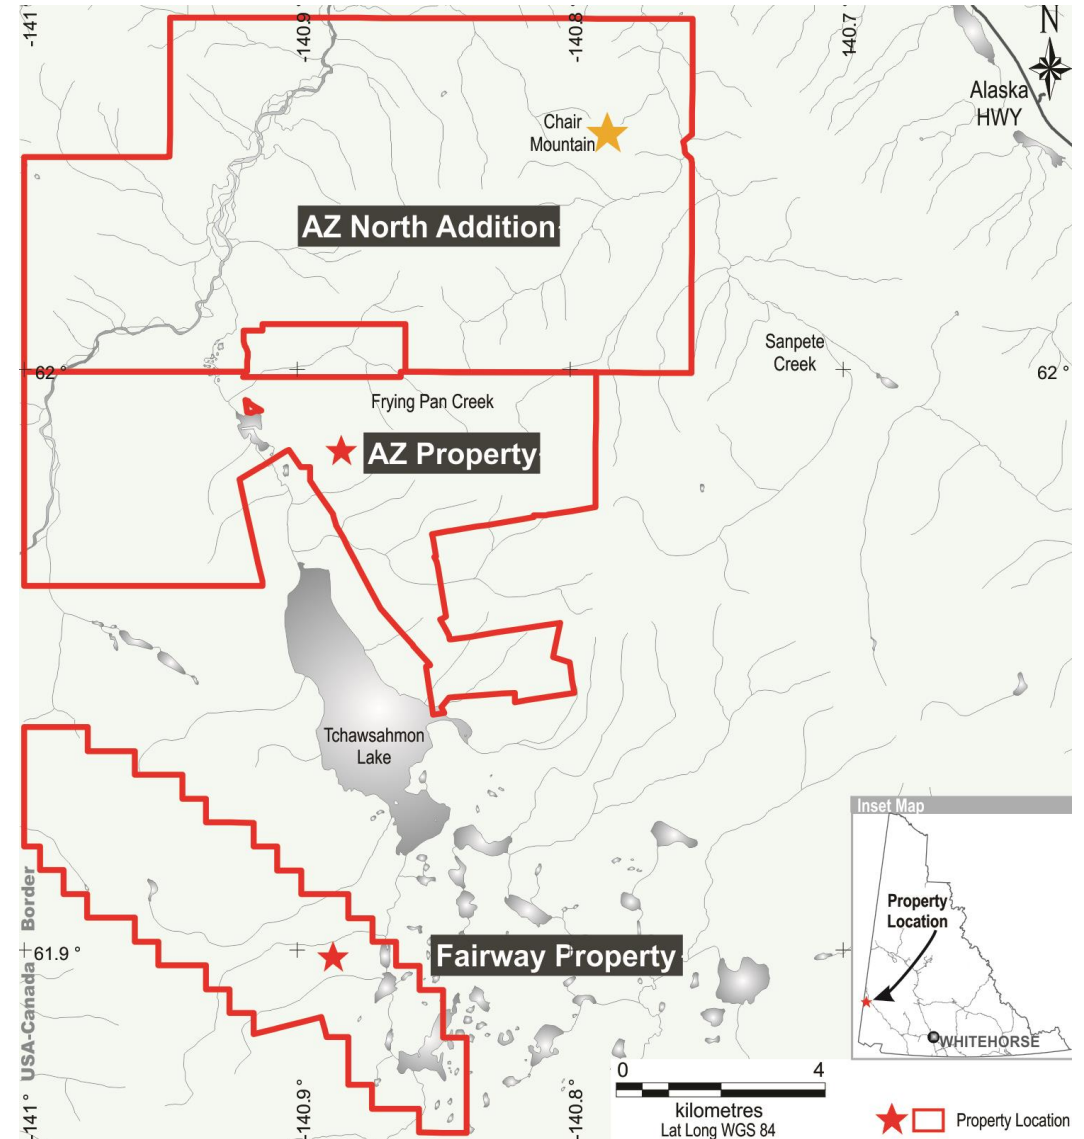 -141
-140.9
-140.8
140.7
N
Alaska
HWY
Chair
Mountain
AZ North Addition
Sanpete
Creek
62 °
62 °
Frying Pan Creek
AZ Property
Tchawsahmon
Lake
Inset Map
Property
Location
WHITEHORSE
61.9 °
Fairway Property
USA-Canada Border
-141°
-140.9
-140.8°
0 4
kilometres
Lat Long WGS 84
Property Location